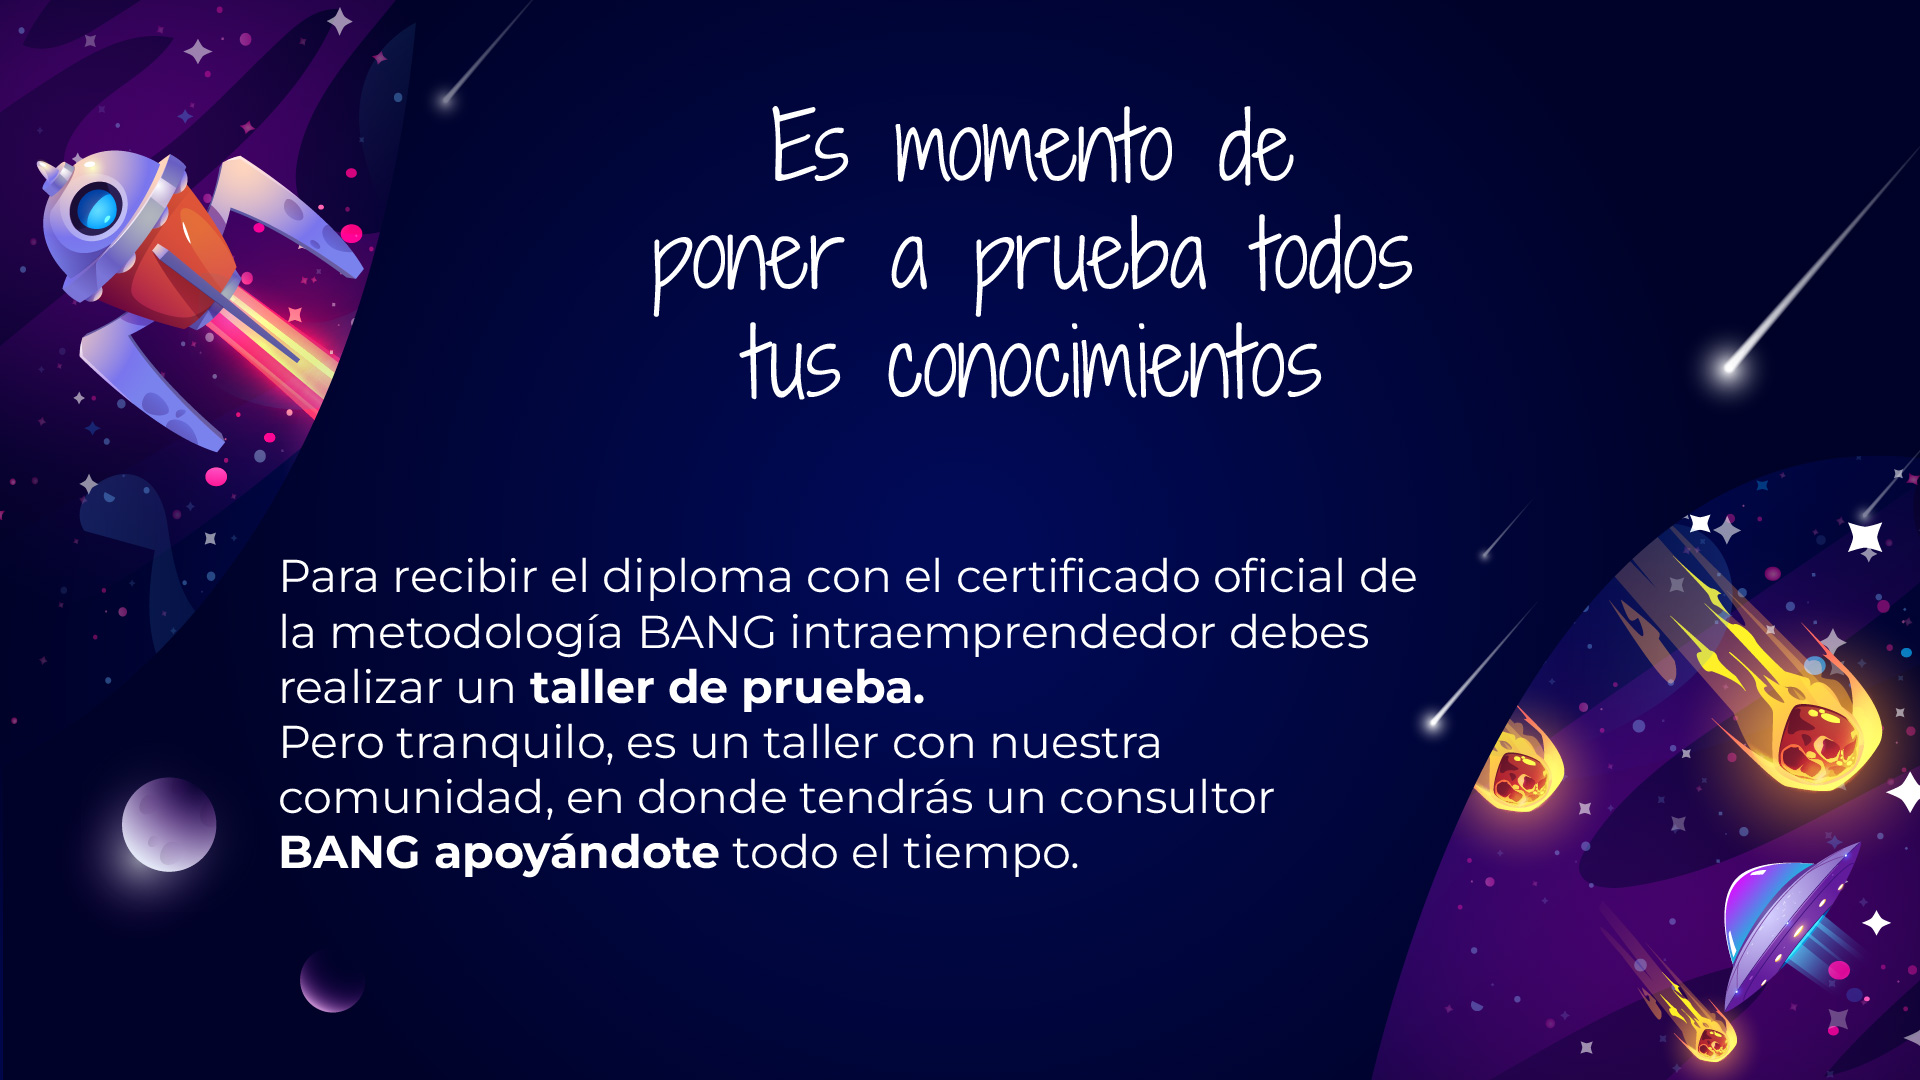 Es momento de
poner a prueba todos
tus conocimientos
Para recibir el diploma con el certificado oficial de
la metodología BANG intraemprendedor debes
realizar un taller de prueba.
Pero tranquilo, es un taller con nuestra
comunidad, en donde tendrás un consultor
BANG apoyándote todo el tiempo.